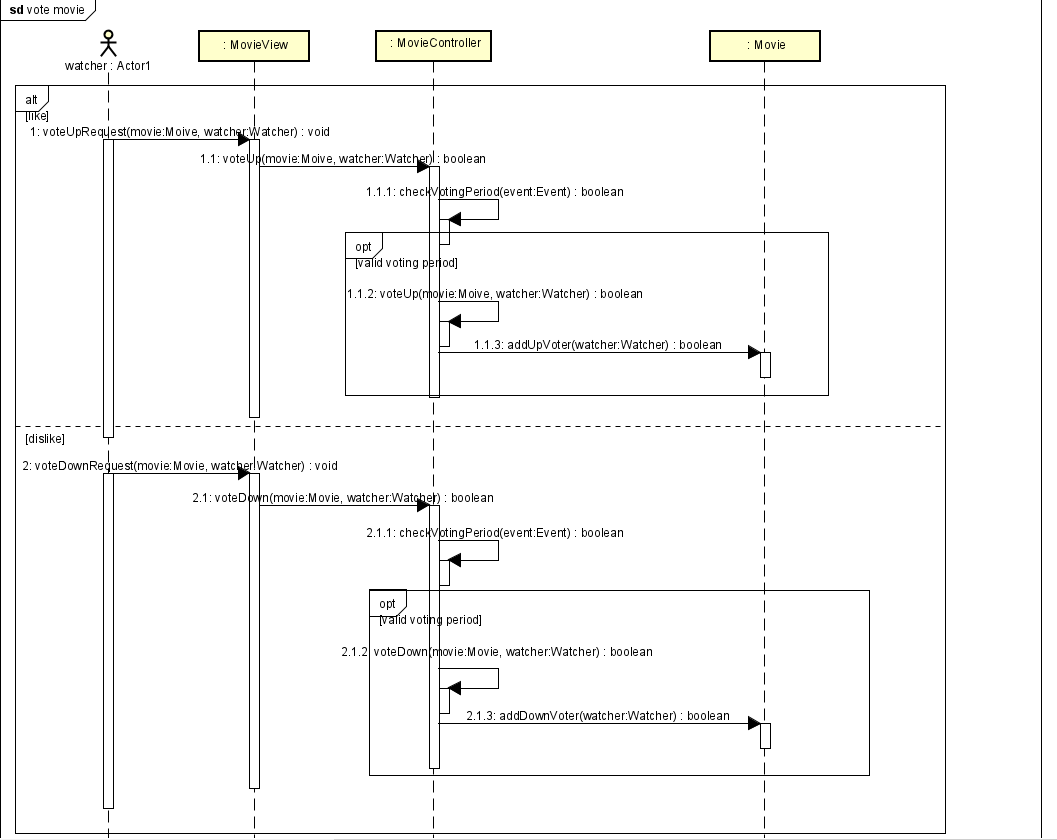 sd vote movie
watcher : Actor1
: MovieView
: MovieController
: Movie
alt
[like]
1: voteUpRequest(movie:Moive, watcher:Watcher) : void
1.1: voteUp(movie:Moive, watcher:Watcher) : boolean
1.1.1: checkVotingPeriod(event:Event) : boolean
opt
[valid voting period]
1.1.2: voteUp(movie:Moive, watcher:Watcher) : boolean
1.1.3: addUpVoter(watcher:Watcher) : boolean
[dislike]
2: voteDownRequest(movie:Movie, watcher:Watcher) : void
2.1: voteDown(movie:Movie, watcher:Watcher) : boolean
2.1.1: checkVotingPeriod(event:Event) : boolean
opt
[valid voting period]
2.1.2: voteDown(movie:Movie, watcher:Watcher) : boolean
2.1.3: addDownVoter(watcher:Watcher) : boolean